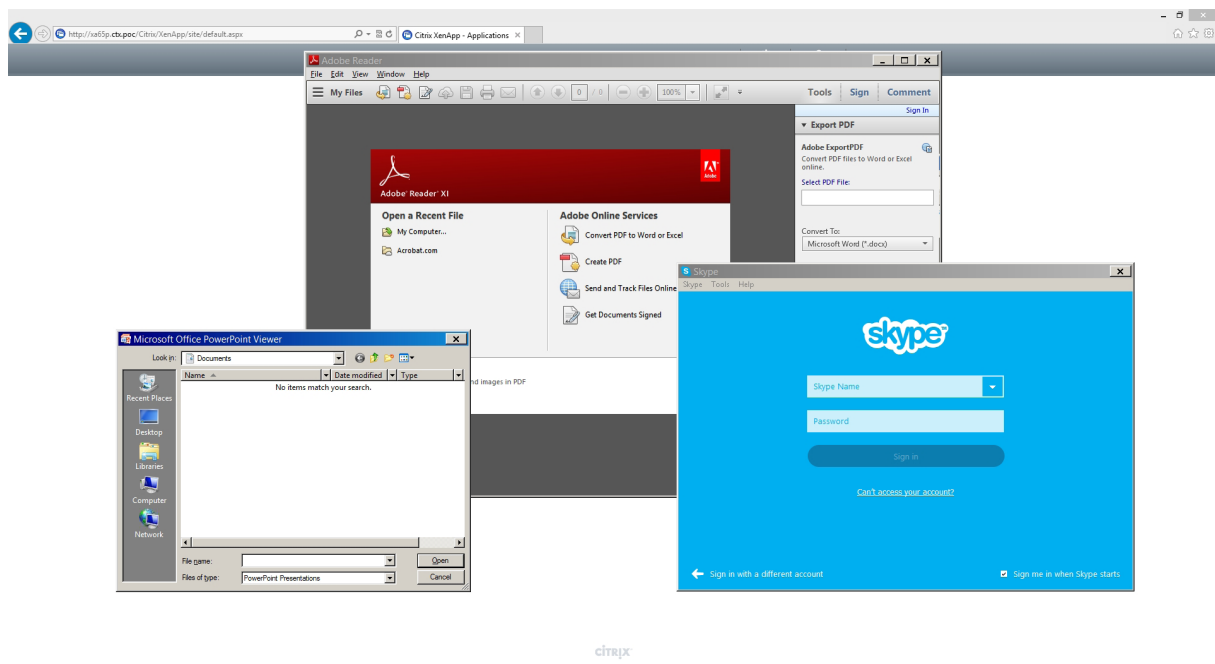 http://xa65p.ctx.poc/Citrix/XenApp/site/default.aspx
Citrix XenApp - Applications
Adobe Reader
File Edit View Window Help
My Files
0 / 0
100%
Tools Sign Comment
Sign In
Export PDF
Adobe ExportPDF
Convert PDF files to Word or Excel
online.
Select PDF File:
Convert To:
Microsoft Word (*.docx)
Adobe
Adobe® Reader® XI
Open a Recent File
My Computer...
Acrobat.com
Adobe Online Services
Convert PDF to Word or Excel
Create PDF
Send and Track Files Online
Get Documents Signed
nd images in PDF
Microsoft Office PowerPoint Viewer
Look in:
Documents
Name Date modified Type
No items match your search.
Recent Places
Desktop
Libraries
Computer
Network
File name:
Open
Files of type:
PowerPoint Presentations
Cancel
Skype
Skype Tools Help
skype
Skype Name
Password
Sign in
Can't access your account?
Sign in with a different account
Sign me in when Skype starts
CITRIX